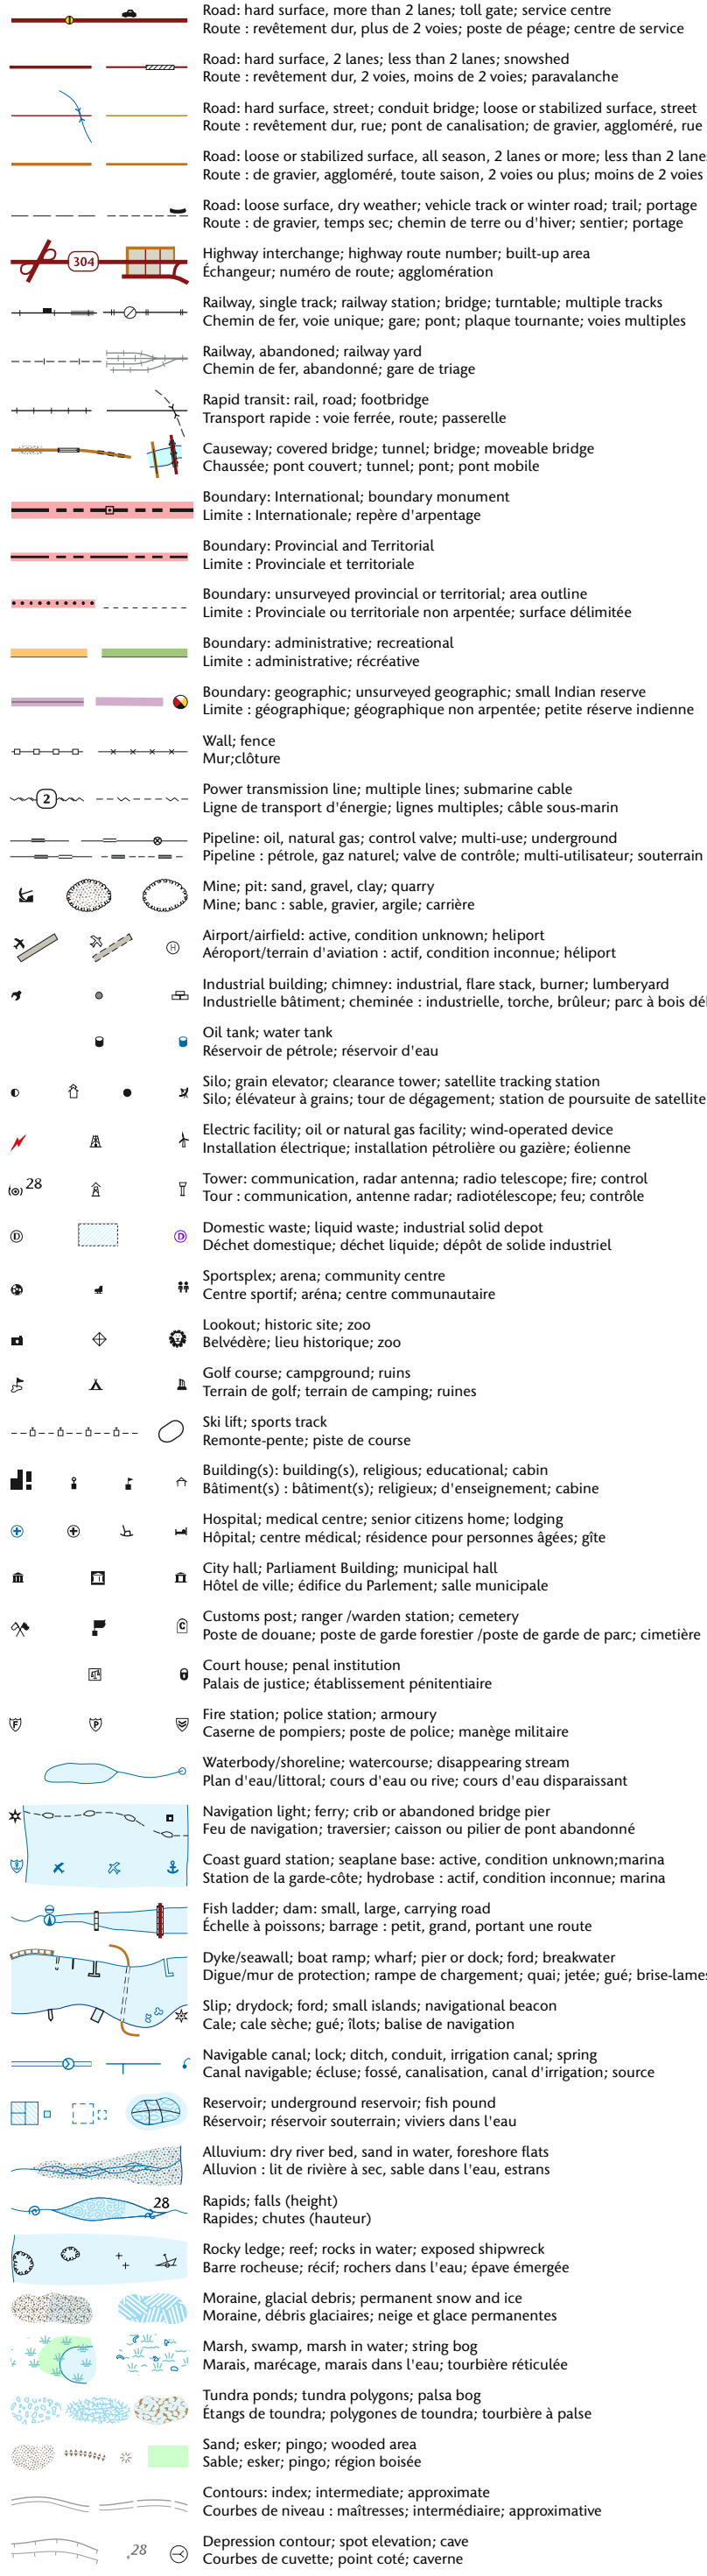 Road: hard surface, more than 2 lanes; toll gate; service centre
Route : revêtement dur, plus de 2 voies; poste de péage; centre de service
Road: hard surface, 2 lanes; less than 2 lanes; snowshed
Route : revêtement dur, 2 voies, moins de 2 voies; paravalanche
Road: hard surface, street; conduit bridge; loose or stabilized surface, street
Route : revêtement dur, rue; pont de canalisation; de gravier, aggloméré, rue
Road: loose or stabilized surface, all season, 2 lanes or more; less than 2 lane
Route : de gravier, aggloméré, toute saison, 2 voies ou plus; moins de 2 voies
Road: loose surface, dry weather; vehicle track or winter road; trail; portage
Route : de gravier, temps sec; chemin de terre ou d'hiver; sentier; portage
304
Highway interchange; highway route number; built-up area
Échangeur; numéro de route; agglomération
Railway, single track; railway station; bridge; turntable; multiple tracks
Chemin de fer, voie unique; gare; pont; plaque tournante; voies multiples
Railway, abandoned; railway yard
Chemin de fer, abandonné; gare de triage
Rapid transit: rail, road; footbridge
Transport rapide : voie ferrée, route; passerelle
Causeway; covered bridge; tunnel; bridge; moveable bridge
Chaussée; pont couvert; tunnel; pont; pont mobile
Boundary: International; boundary monument
Limite : Internationale; repère d'arpentage
Boundary: Provincial and Territorial
Limite : Provinciale et territoriale
Boundary: unsurveyed provincial or territorial; area outline
Limite : Provinciale ou territoriale non arpentée; surface délimitée
Boundary: administrative; recreational
Limite : administrative; récréative
Boundary: geographic; unsurveyed geographic; small Indian reserve
Limite : géographique; géographique non arpentée; petite réserve indienne
Wall; fence
Mur;clôture
2
Power transmission line; multiple lines; submarine cable
Ligne de transport d'énergie; lignes multiples; câble sous-marin
Pipeline: oil, natural gas; control valve; multi-use; underground
Pipeline : pétrole, gaz naturel; valve de contrôle; multi-utilisateur; souterrain
Mine; pit: sand, gravel, clay; quarry
Mine; banc : sable, gravier, argile; carrière
H
Airport/airfield: active, condition unknown; heliport
Aéroport/terrain d'aviation : actif, condition inconnue; héliport
Industrial building; chimney: industrial, flare stack, burner; lumberyard
Industrielle bâtiment; cheminée : industrielle, torche, brûleur; parc à bois dé
Oil tank; water tank
Réservoir de pétrole; réservoir d'eau
Silo; grain elevator; clearance tower; satellite tracking station
Silo; élévateur à grains; tour de dégagement; station de poursuite de satellite
Electric facility; oil or natural gas facility; wind-operated device
Installation électrique; installation pétrolière ou gazière; éolienne
28
Tower: communication, radar antenna; radio telescope; fire; control
Tour : communication, antenne radar; radiotélescope; feu; contrôle
D D
Domestic waste; liquid waste; industrial solid depot
Déchet domestique; déchet liquide; dépôt de solide industriel
Sportsplex; arena; community centre
Centre sportif; aréna; centre communautaire
Lookout; historic site; zoo
Belvédère; lieu historique; zoo
Golf course; campground; ruins
Terrain de golf; terrain de camping; ruines
Ski lift; sports track
Remonte-pente; piste de course
Building(s): building(s), religious; educational; cabin
Bâtiment(s) : bâtiment(s); religieux; d'enseignement; cabine
Hospital; medical centre; senior citizens home; lodging
Hôpital; centre médical; résidence pour personnes âgées; gîte
City hall; Parliament Building; municipal hall
Hôtel de ville; édifice du Parlement; salle municipale
C
Customs post; ranger /warden station; cemetery
Poste de douane; poste de garde forestier /poste de garde de parc; cimetière
Court house; penal institution
Palais de justice; établissement pénitentiaire
F P
Fire station; police station; armoury
Caserne de pompiers; poste de police; manège militaire
Waterbody/shoreline; watercourse; disappearing stream
Plan d'eau/littoral; cours d'eau ou rive; cours d'eau disparaissant
Navigation light; ferry; crib or abandoned bridge pier
Feu de navigation; traversier; caisson ou pilier de pont abandonné
Coast guard station; seaplane base: active, condition unknown;marina
Station de la garde-côte; hydrobase : actif, condition inconnue; marina
Fish ladder; dam: small, large, carrying road
Échelle à poissons; barrage : petit, grand, portant une route
Dyke/seawall; boat ramp; wharf; pier or dock; ford; breakwater
Digue/mur de protection; rampe de chargement; quai; jetée; gué; brise-lames
Slip; drydock; ford; small islands; navigational beacon
Cale; cale sèche; gué; îlots; balise de navigation
Navigable canal; lock; ditch, conduit, irrigation canal; spring
Canal navigable; écluse; fossé, canalisation, canal d'irrigation; source
Reservoir; underground reservoir; fish pound
Réservoir; réservoir souterrain; viviers dans l'eau
Alluvium: dry river bed, sand in water, foreshore flats
Alluvion : lit de rivière à sec, sable dans l'eau, estrans
28
Rapids; falls (height)
Rapides; chutes (hauteur)
Rocky ledge; reef; rocks in water; exposed shipwreck
Barre rocheuse; récif; rochers dans l'eau; épave émergée
Moraine, glacial debris; permanent snow and ice
Moraine, débris glaciaires; neige et glace permanentes
Marsh, swamp, marsh in water; string bog
Marais, marécage, marais dans l'eau; tourbière réticulée
Tundra ponds; tundra polygons; palsa bog
Étangs de toundra; polygones de toundra; tourbière à palse
Sand; esker; pingo; wooded area
Sable; esker; pingo; région boisée
Contours: index; intermediate; approximate
Courbes de niveau : maîtresses; intermédiaire; approximative
.28
Depression contour; spot elevation; cave
Courbes de cuvette; point coté; caverne